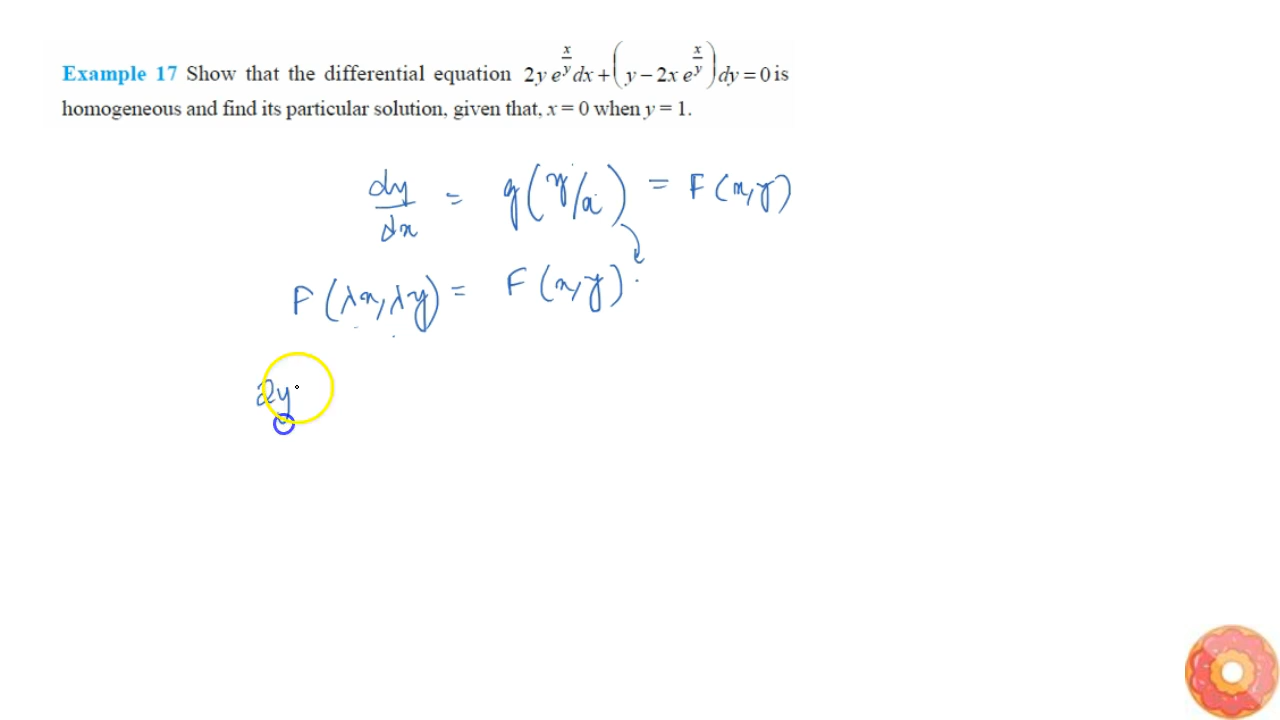 Example 17 Show that the differential equation 2y e^{x/y} dx + (y − 2x e^{x/y}) dy = 0 is
homogeneous and find its particular solution, given that, x = 0 when y = 1.
dy/dx = g(y/x) = F(x,y)
F(λx, λy) = F(x,y).
2y